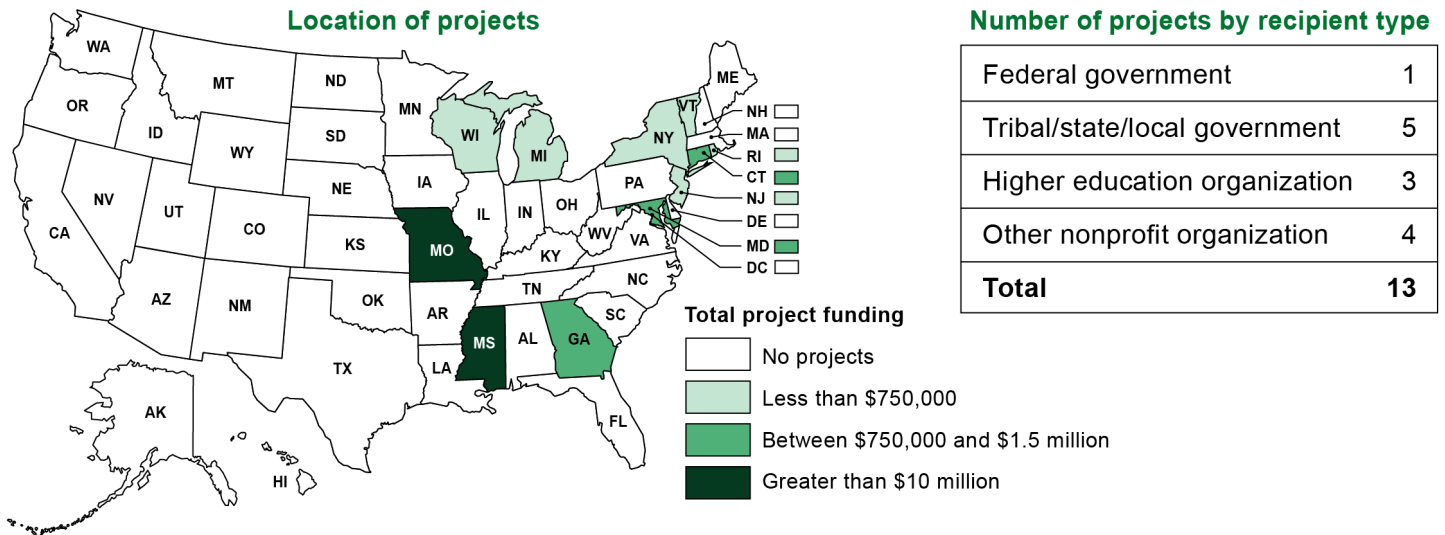 Location of projects
WA
MT
ND
MN
ME
OR
ID
SD
WI
MI
NY
VT
NH
MA
RI
CT
NJ
DE
MD
DC
WY
NE
IA
PA
NV
UT
CO
KS
MO
IL
IN
OH
WV
VA
KY
CA
AZ
NM
OK
AR
TN
NC
SC
MS
AL
GA
TX
LA
FL
AK
HI
Total project funding
No projects
Less than $750,000
Between $750,000 and $1.5 million
Greater than $10 million
Number of projects by recipient type
Federal government 1
Tribal/state/local government 5
Higher education organization 3
Other nonprofit organization 4
Total 13